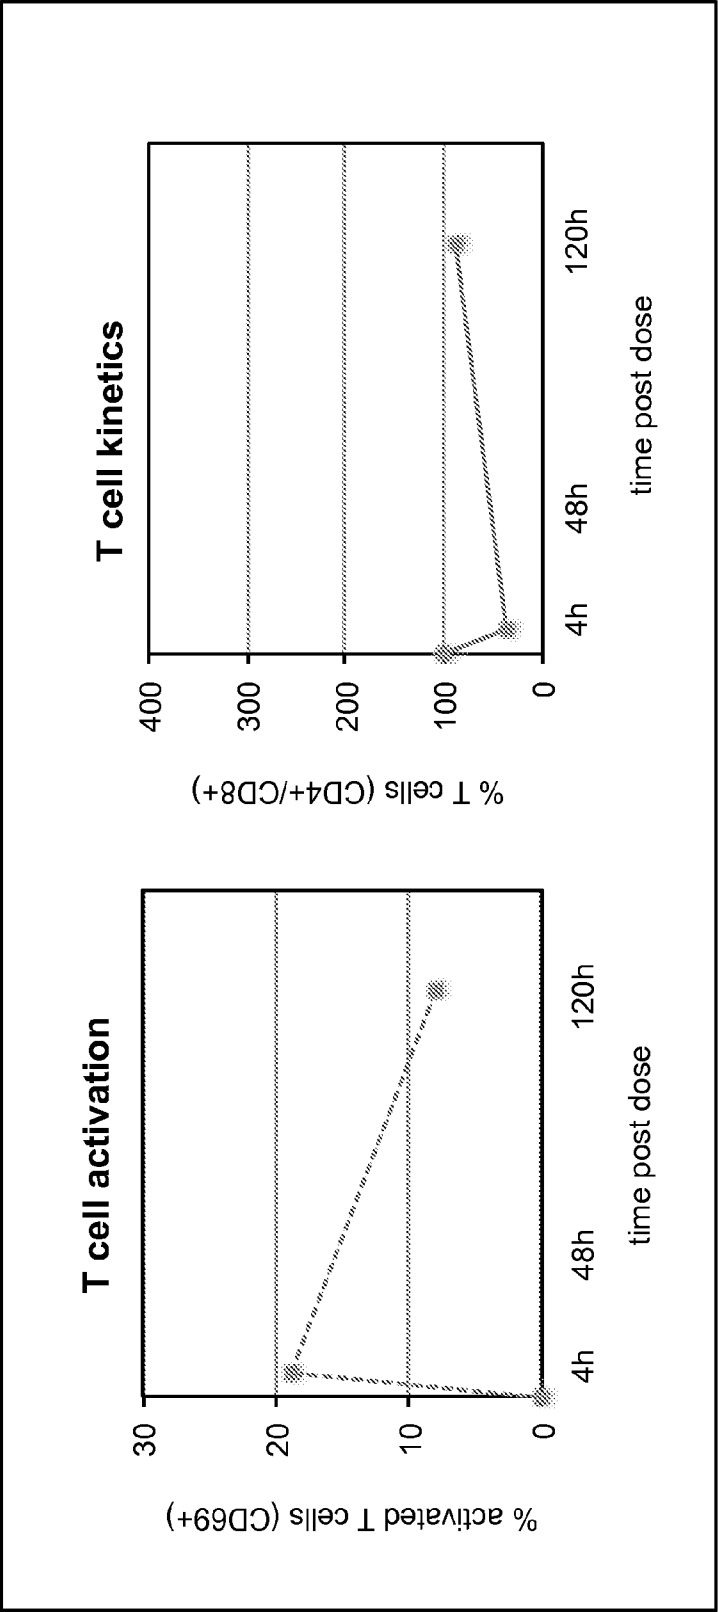 T cell activation
% activated T cells (CD69+)
30
20
10
0
4h
48h
120h
time post dose
T cell kinetics
% T cells (CD4+/CD8+)
400
300
200
100
0
4h
48h
120h
time post dose